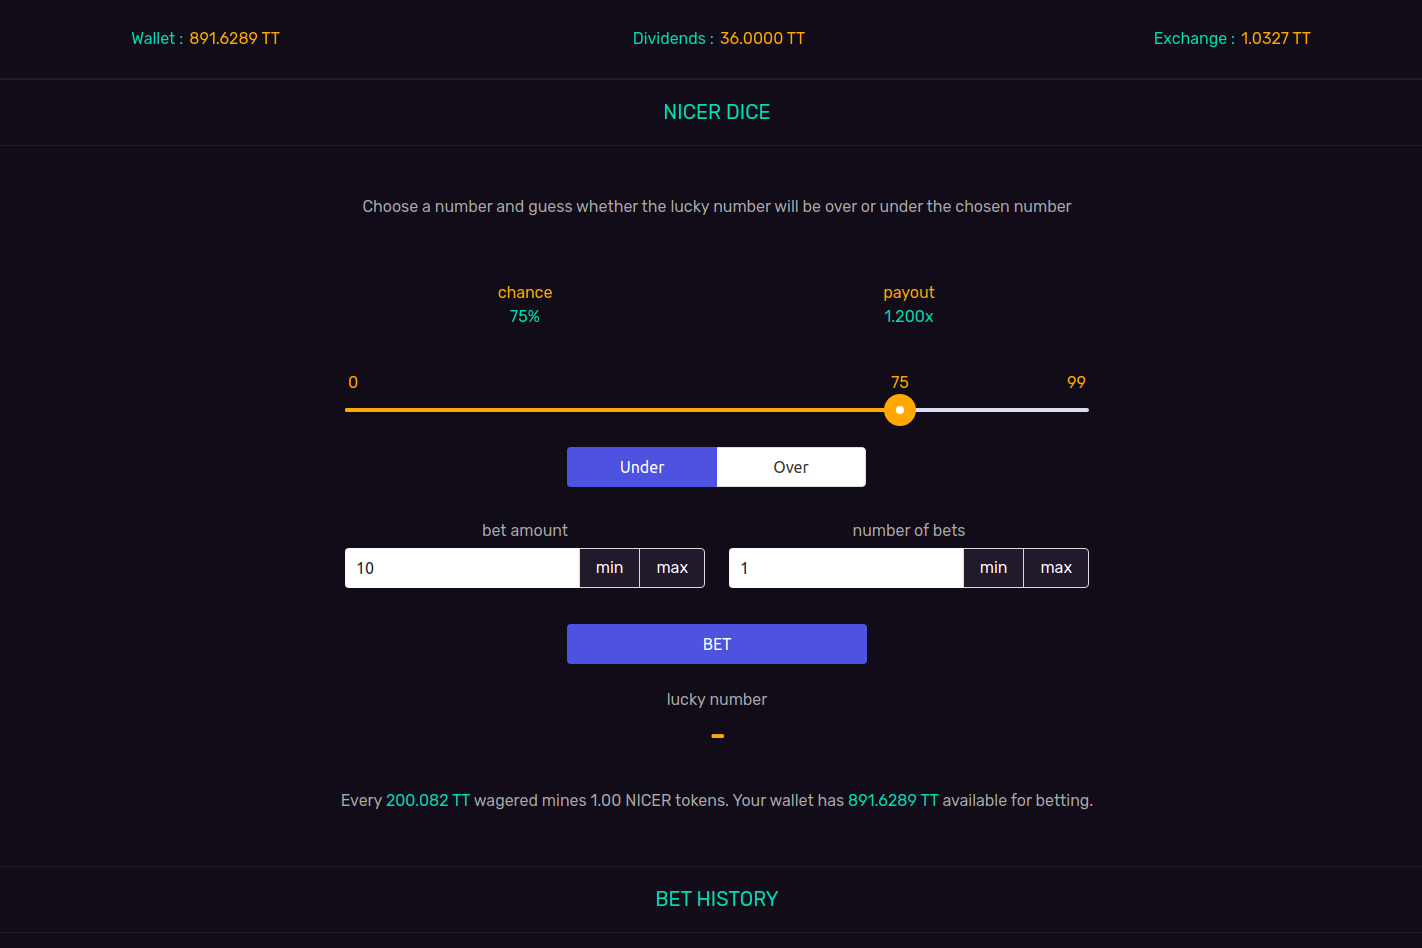 Wallet : 891.6289 TT
Dividends : 36.0000 TT
Exchange : 1.0327 TT
NICER DICE
Choose a number and guess whether the lucky number will be over or under the chosen number
chance
75%
payout
1.200x
0
75
99
Under
Over
bet amount
number of bets
10
min
max
1
min
max
BET
lucky number
-
Every 200.082 TT wagered mines 1.00 NICER tokens. Your wallet has 891.6289 TT available for betting.
BET HISTORY